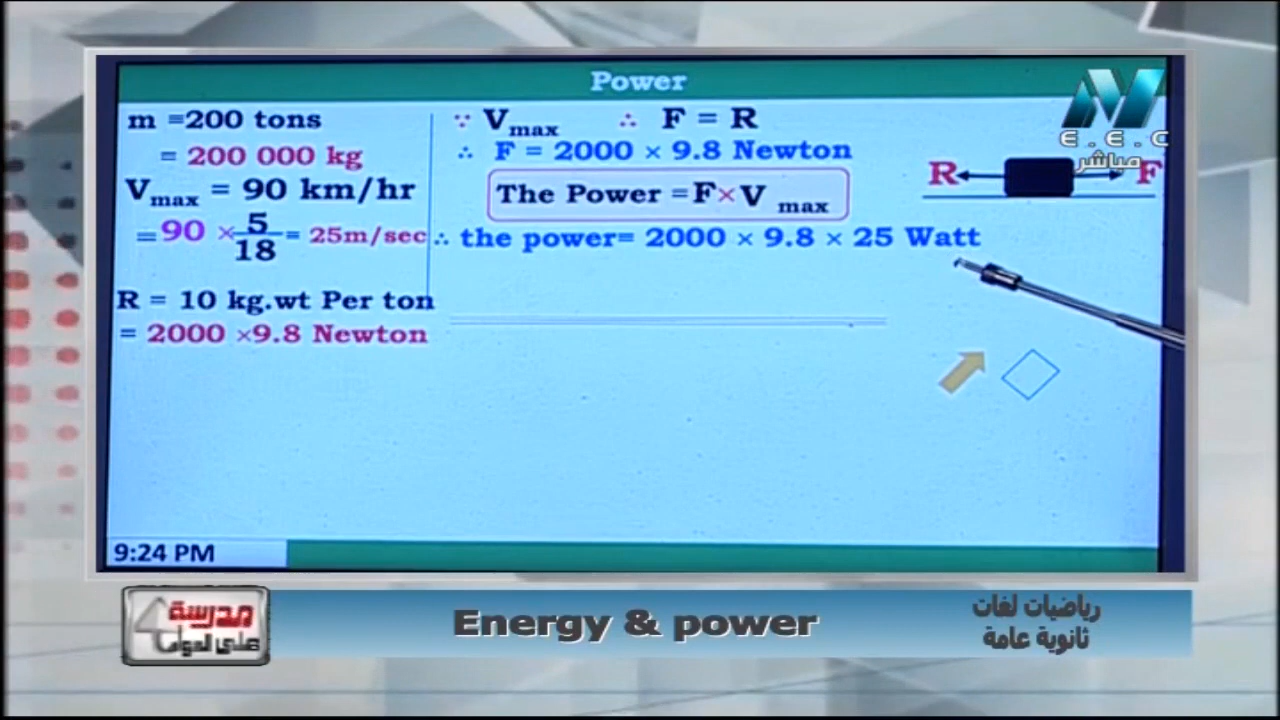 Power
m =200 tons
= 200 000 kg
Vmax = 90 km/hr
= 90 × 5/18 = 25m/sec
R = 10 kg.wt Per ton
= 2000 ×9.8 Newton
∵ Vmax ∴ F = R
∴ F = 2000 × 9.8 Newton
The Power =F×V max
∴ the power= 2000 × 9.8 × 25 Watt
E.E.C
مباشر
R F
9:24 PM
مدرسة
على الهواء
4
Energy & power
رياضيات لغات
ثانوية عامة